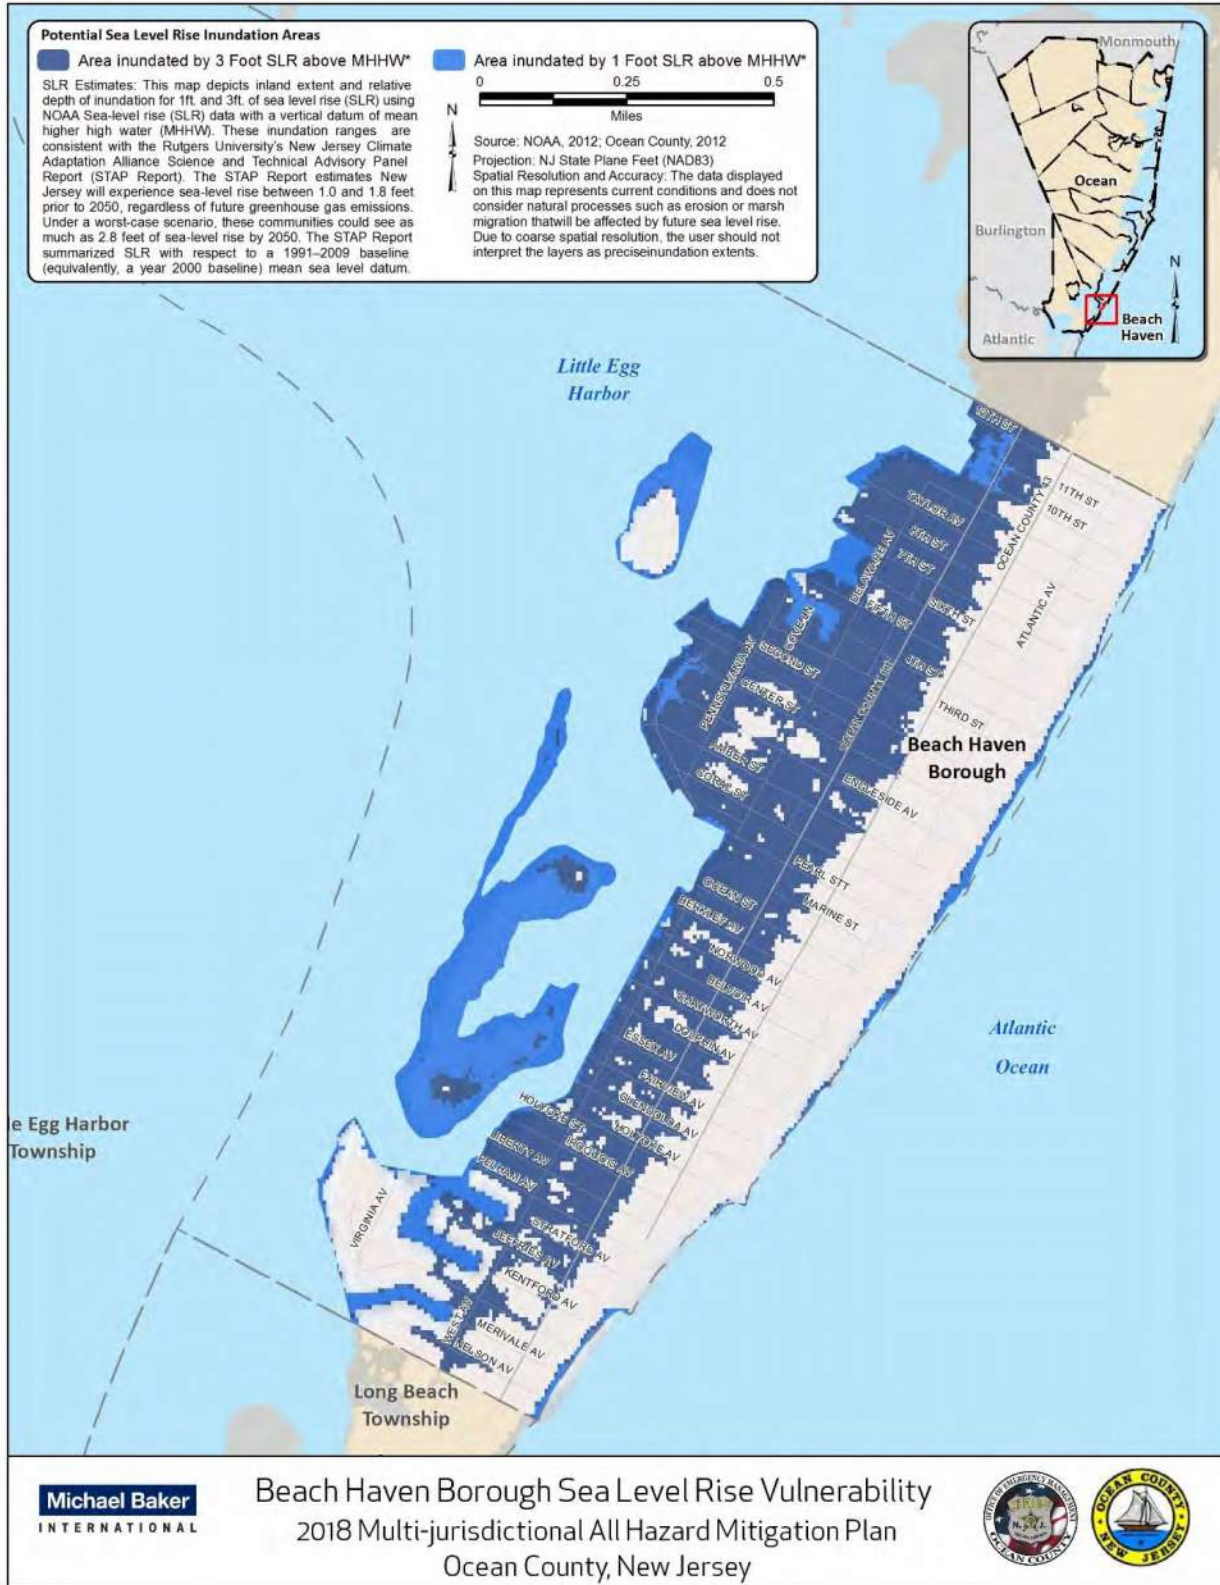 Potential Sea Level Rise Inundation Areas
Area inundated by 3 Foot SLR above MHHW*
SLR Estimates: This map depicts inland extent and relative
depth of inundation for 1ft. and 3ft. of sea level rise (SLR) using
NOAA Sea-level rise (SLR) data with a vertical datum of mean
higher high water (MHHW). These inundation ranges are
consistent with the Rutgers University's New Jersey Climate
Adaptation Alliance Science and Technical Advisory Panel
Report (STAP Report). The STAP Report estimates New
Jersey will experience sea-level rise between 1.0 and 1.8 feet
prior to 2050, regardless of future greenhouse gas emissions.
Under a worst-case scenario, these communities could see as
much as 2.8 feet of sea-level rise by 2050. The STAP Report
summarized SLR with respect to a 1991–2009 baseline
(equivalently, a year 2000 baseline) mean sea level datum.
Area inundated by 1 Foot SLR above MHHW*
0 0.25 0.5
Miles
N
Source: NOAA, 2012; Ocean County, 2012
Projection: NJ State Plane Feet (NAD83)
Spatial Resolution and Accuracy: The data displayed
on this map represents current conditions and does not
consider natural processes such as erosion or marsh
migration thatwill be affected by future sea level rise.
Due to coarse spatial resolution, the user should not
interpret the layers as preciseinundation extents.
Monmouth
Ocean
Burlington
N
Beach
Haven
Atlantic
Little Egg
Harbor
12TH ST
OCEAN COUNTY 43
11TH ST
10TH ST
TAYLOR AV
8TH ST
7TH ST
DELAWARE AV
FIFTH ST
SIXTH ST
ATLANTIC AV
COVE LN
SECOND ST
4TH ST
PENNSYLVANIA AV
CENTER ST
THIRD ST
Beach Haven
Borough
AMBER ST
CORAL ST
ENGLESIDE AV
PEARL STT
OCEAN ST
MARINE ST
BERKLEY AV
NORWOOD AV
BELVOIR AV
CHATWORTH AV
DOLPHIN AV
ESSEX AV
Atlantic
Ocean
FAIRVIEW AV
GLENDOLOA AV
HOLYOKE ST
HOLYOKE AV
IROQUOIS AV
LIBERTY AV
PELHAM AV
e Egg Harbor
Township
VIRGINIA AV
STRATFORD AV
JEFFRIES AV
KENTFORD AV
WEST AV
MERIVALE AV
NELSON AV
Long Beach
Township
Michael Baker
INTERNATIONAL
Beach Haven Borough Sea Level Rise Vulnerability
2018 Multi-jurisdictional All Hazard Mitigation Plan
Ocean County, New Jersey
OFFICE OF EMERGENCY MANAGEMENT
N. J.
OCEAN COUNTY
OCEAN COUNTY
NEW JERSEY